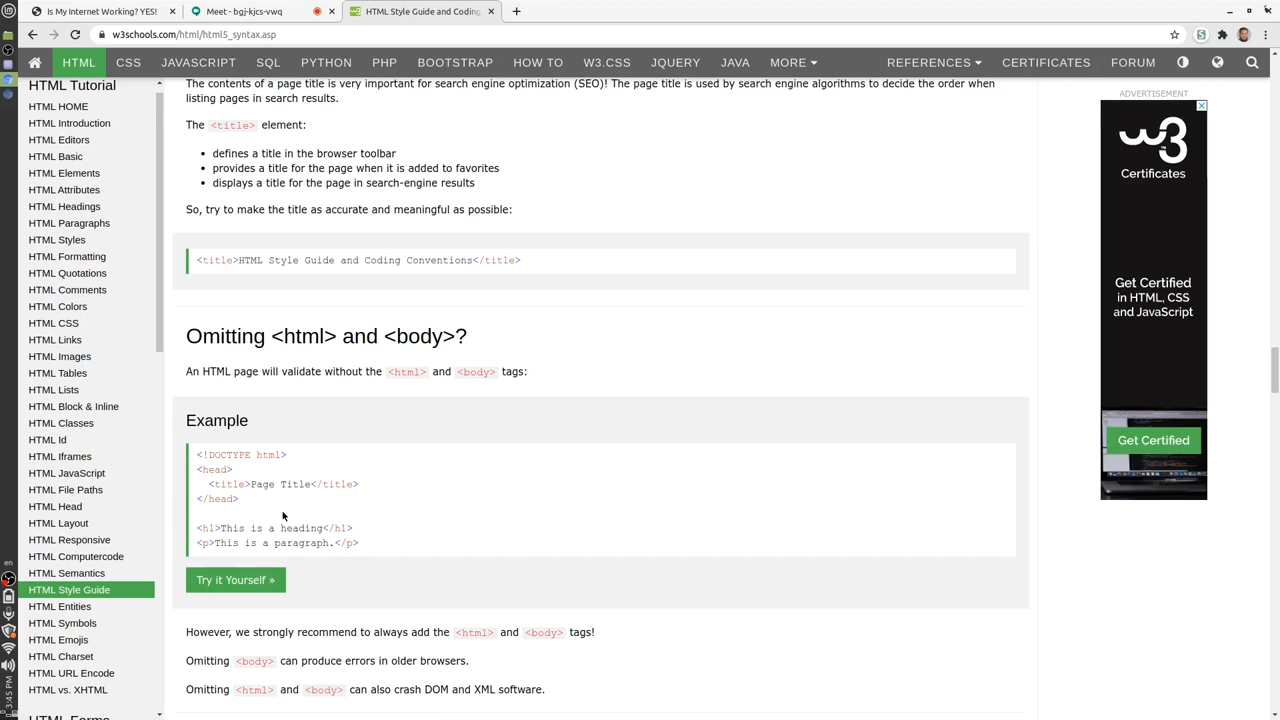 Is My Internet Working? YES!
Meet - bgj-kjcs-vwq
HTML Style Guide and Coding
w3schools.com/html/html5_syntax.asp
HTML CSS JAVASCRIPT SQL PYTHON PHP BOOTSTRAP HOW TO W3.CSS JQUERY JAVA MORE REFERENCES CERTIFICATES FORUM
HTML Tutorial
HTML HOME
HTML Introduction
HTML Editors
HTML Basic
HTML Elements
HTML Attributes
HTML Headings
HTML Paragraphs
HTML Styles
HTML Formatting
HTML Quotations
HTML Comments
HTML Colors
HTML CSS
HTML Links
HTML Images
HTML Tables
HTML Lists
HTML Block & Inline
HTML Classes
HTML Id
HTML Iframes
HTML JavaScript
HTML File Paths
HTML Head
HTML Layout
HTML Responsive
HTML Computercode
HTML Semantics
HTML Style Guide
HTML Entities
HTML Symbols
HTML Emojis
HTML Charset
HTML URL Encode
HTML vs. XHTML
HTML Forms
The contents of a page title is very important for search engine optimization (SEO)! The page title is used by search engine algorithms to decide the order when
listing pages in search results.
The <title> element:
• defines a title in the browser toolbar
• provides a title for the page when it is added to favorites
• displays a title for the page in search-engine results
So, try to make the title as accurate and meaningful as possible:
<title>HTML Style Guide and Coding Conventions</title>
Omitting <html> and <body>?
An HTML page will validate without the <html> and <body> tags:
Example
<!DOCTYPE html>
<head>
<title>Page Title</title>
</head>
<h1>This is a heading</h1>
<p>This is a paragraph.</p>
Try it Yourself »
However, we strongly recommend to always add the <html> and <body> tags!
Omitting <body> can produce errors in older browsers.
Omitting <html> and <body> can also crash DOM and XML software.
ADVERTISEMENT
w3
Certificates
Get Certified
in HTML, CSS
and JavaScript
Get Certified
en
3:45 PM